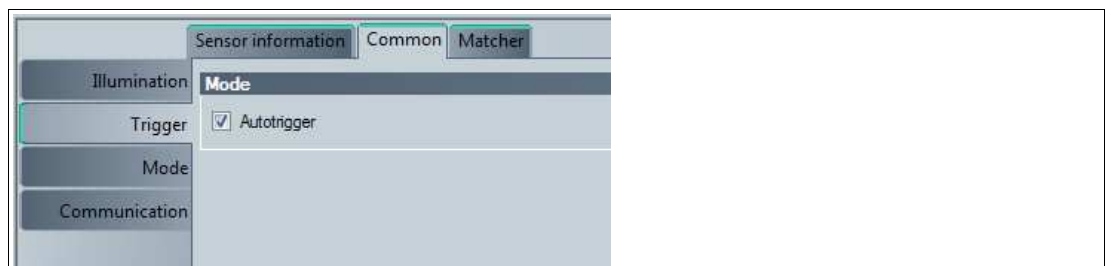 Sensor information Common Matcher
Illumination
Mode
Trigger
Autotrigger
Mode
Communication